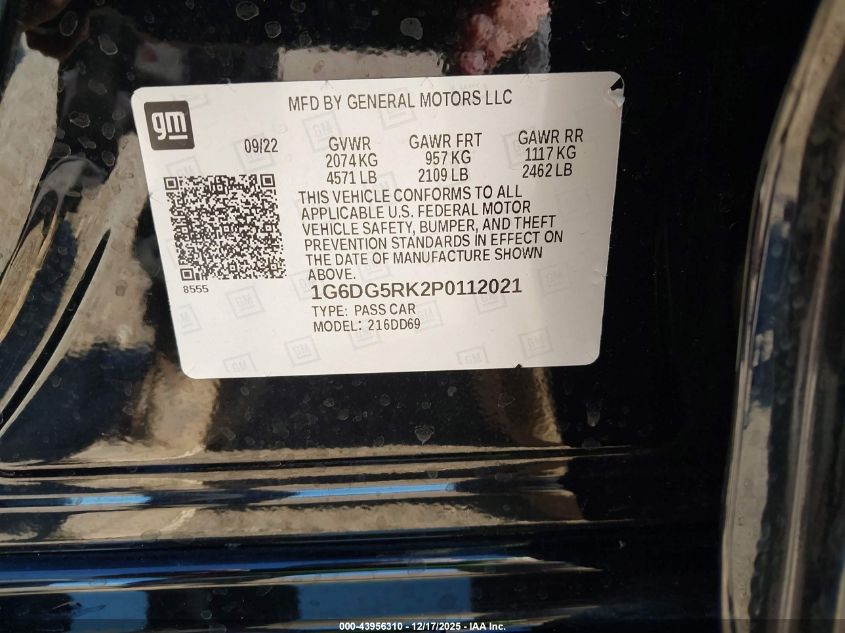 gm
MFD BY GENERAL MOTORS LLC
09/22
GVWR
2074 KG
4571 LB
GAWR FRT
957 KG
2109 LB
GAWR RR
1117 KG
2462 LB
THIS VEHICLE CONFORMS TO ALL
APPLICABLE U.S. FEDERAL MOTOR
VEHICLE SAFETY, BUMPER, AND THEFT
PREVENTION STANDARDS IN EFFECT ON
THE DATE OF MANUFACTURE SHOWN
ABOVE.
8555
1G6DG5RK2P0112021
TYPE: PASS CAR
MODEL: 216DD69
000-43956310 - 12/17/2025 - IAA Inc.